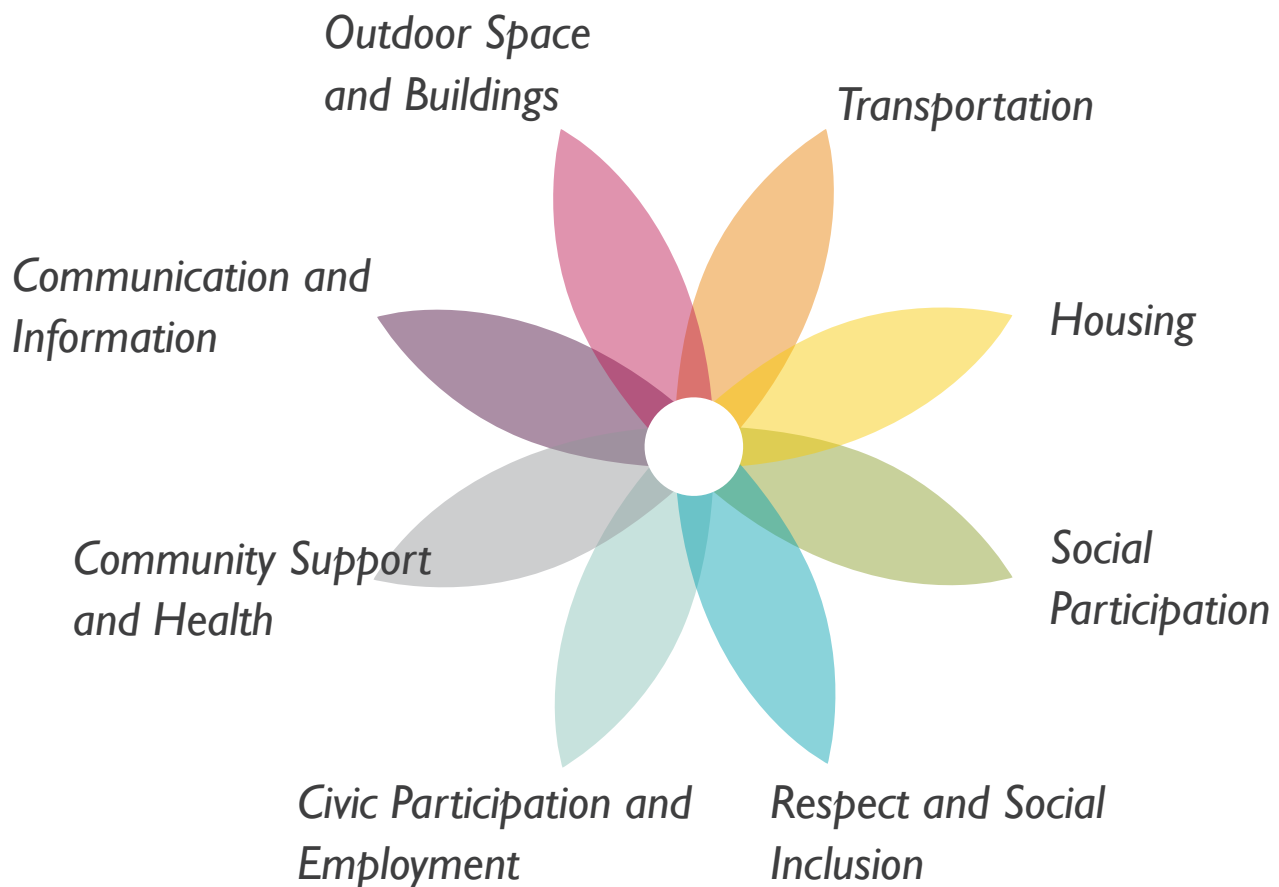 Outdoor Space
and Buildings
Transportation
Housing
Social
Participation
Respect and Social
Inclusion
Civic Participation and
Employment
Community Support
and Health
Communication and
Information